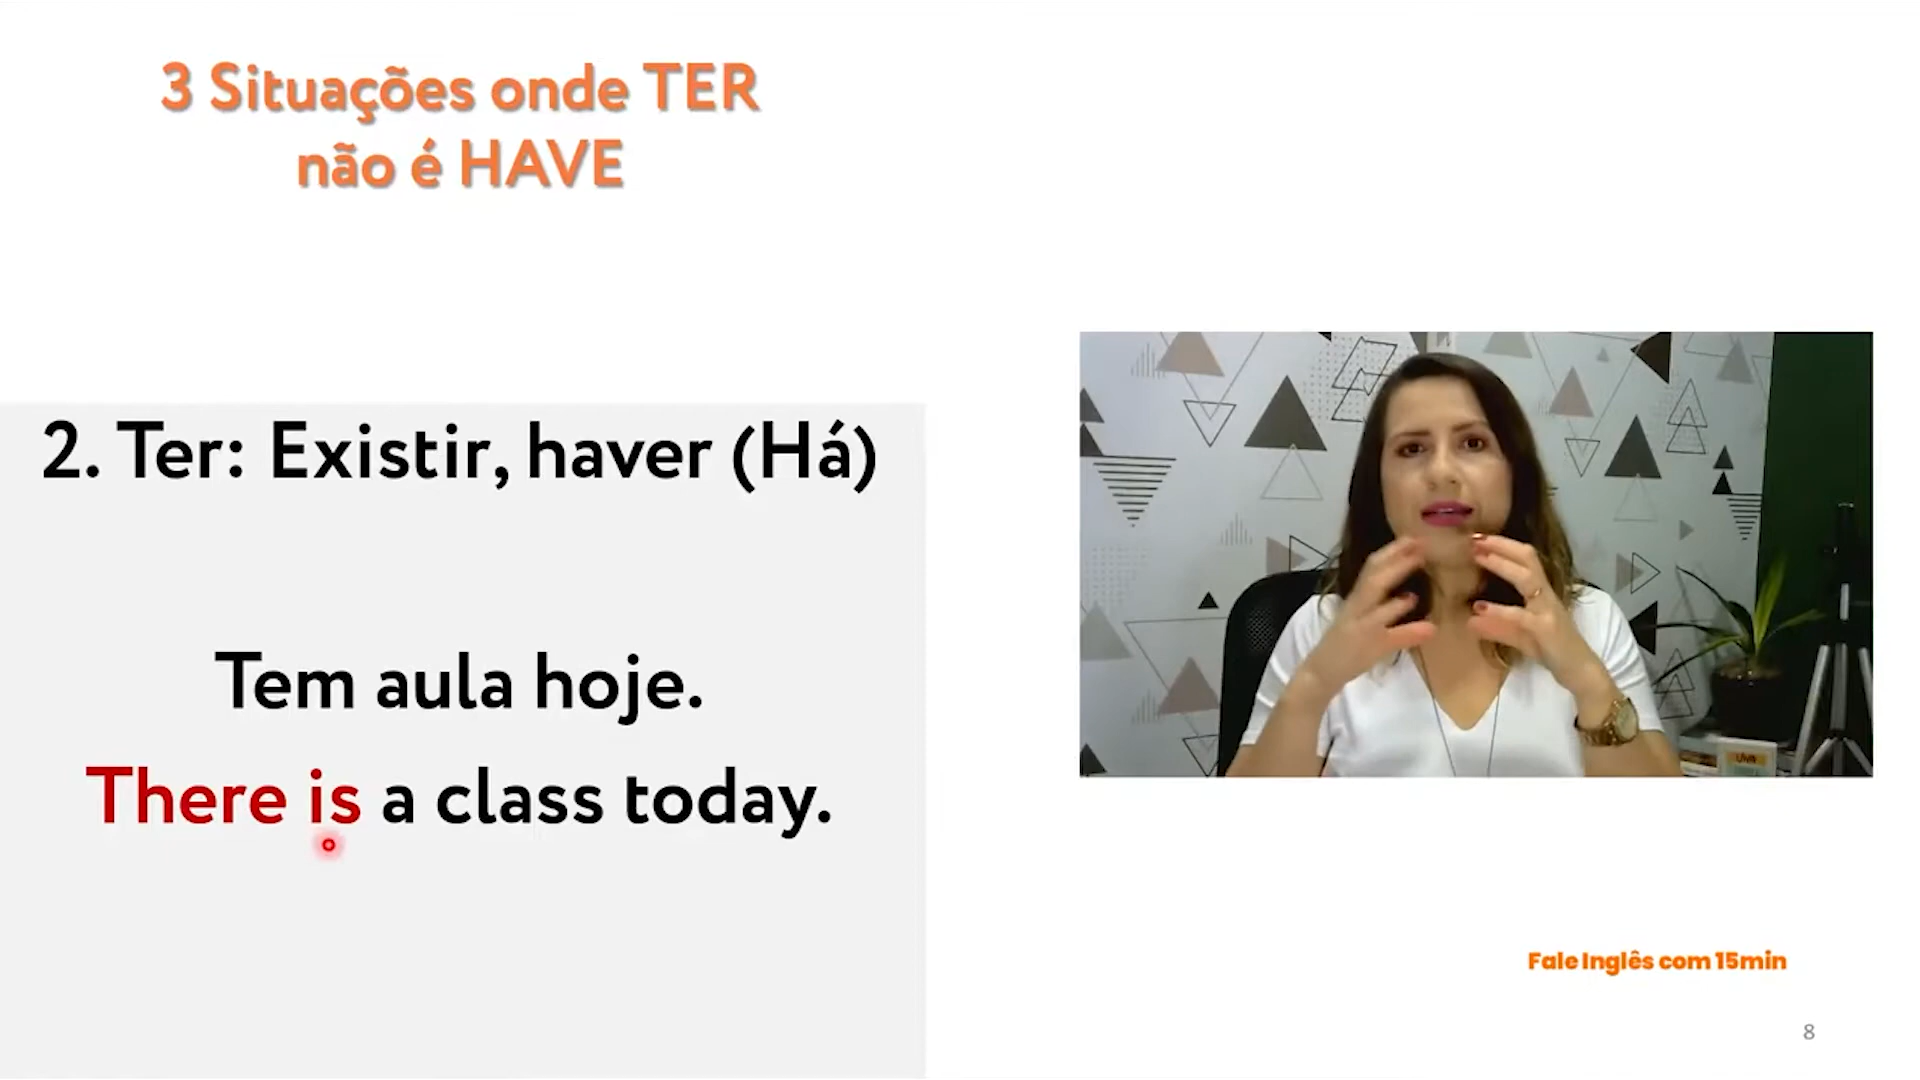 3 Situações onde TER
não é HAVE
2. Ter: Existir, haver (Há)
Tem aula hoje.
There is a class today.
Fale Inglês com 15min
8